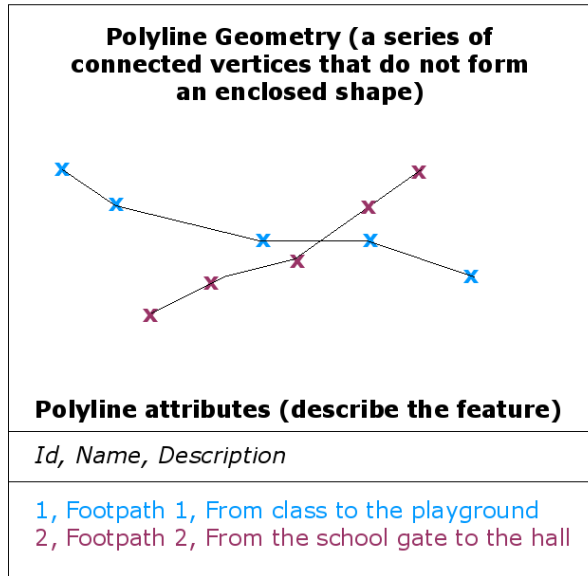 Polyline Geometry (a series of
connected vertices that do not form
an enclosed shape)
x x x x x
x x x x x
Polyline attributes (describe the feature)
Id, Name, Description
1, Footpath 1, From class to the playground
2, Footpath 2, From the school gate to the hall